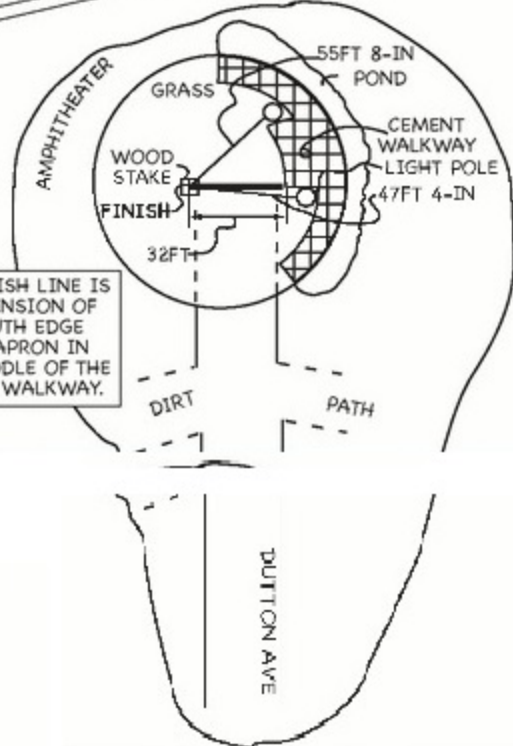 55FT 8-IN
POND
GRASS
AMPHITHEATER
CEMENT
WALKWAY
WOOD
STAKE
LIGHT POLE
FINISH
47FT 4-IN
32FT
ISH LINE IS
NSION OF
UTH EDGE
APRON IN
DLE OF THE
WALKWAY.
DIRT
PATH
DUTTON AVE